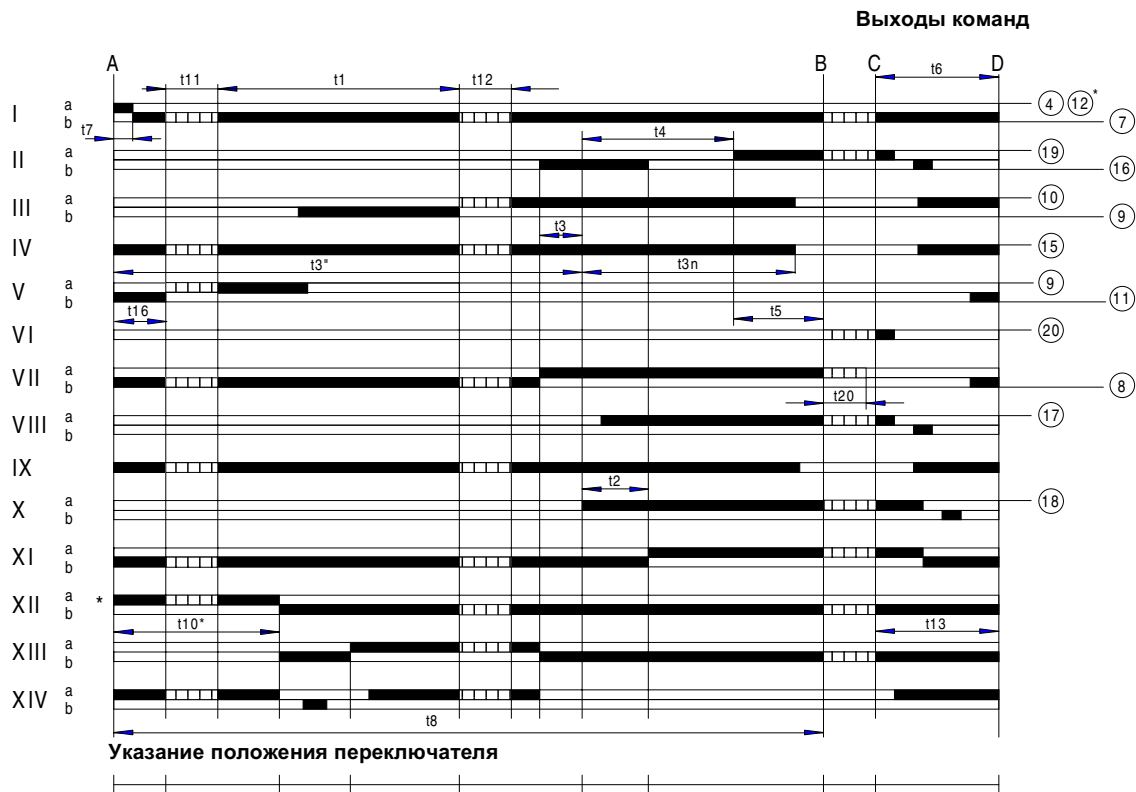 Выходы команд
A B C D
t11 t1 t12 t6
I a b 4 12* 7
t7 t4
II a b 19 16
III a b 10 9
t3
IV 15
t3" t3n
V a b 9 11
t16 t5
VI 20
VII a b 8
t20
VIII a b 17
IX
t2
X a b 18
XI a b
XII a b *
t10* t13
XIII a b
XIV a b
t8
Указание положения переключателя